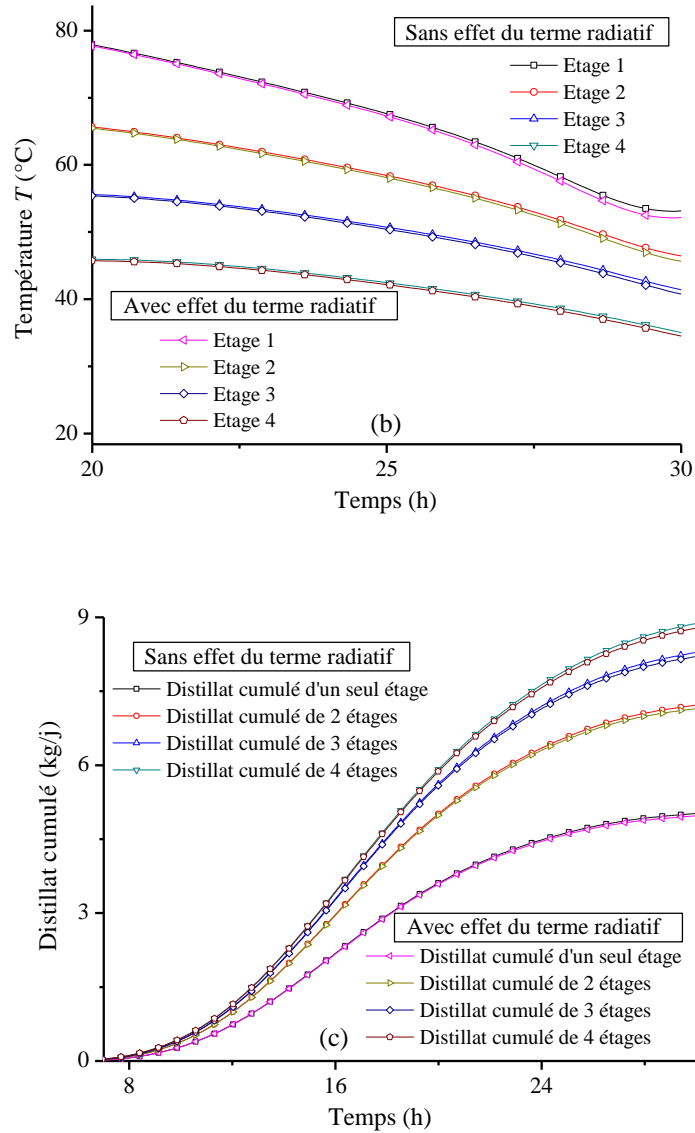 80
Sans effet du terme radiatif
Etage 1
Etage 2
Etage 3
Etage 4
60
Température T (°C)
40
Avec effet du terme radiatif
Etage 1
Etage 2
Etage 3
Etage 4
20
(b)
20
25
30
Temps (h)
9
Sans effet du terme radiatif
Distillat cumulé d'un seul étage
Distillat cumulé de 2 étages
Distillat cumulé de 3 étages
Distillat cumulé de 4 étages
6
Distillat cumulé (kg/j)
3
Avec effet du terme radiatif
Distillat cumulé d'un seul étage
Distillat cumulé de 2 étages
Distillat cumulé de 3 étages
Distillat cumulé de 4 étages
(c)
0
8
16
24
Temps (h)